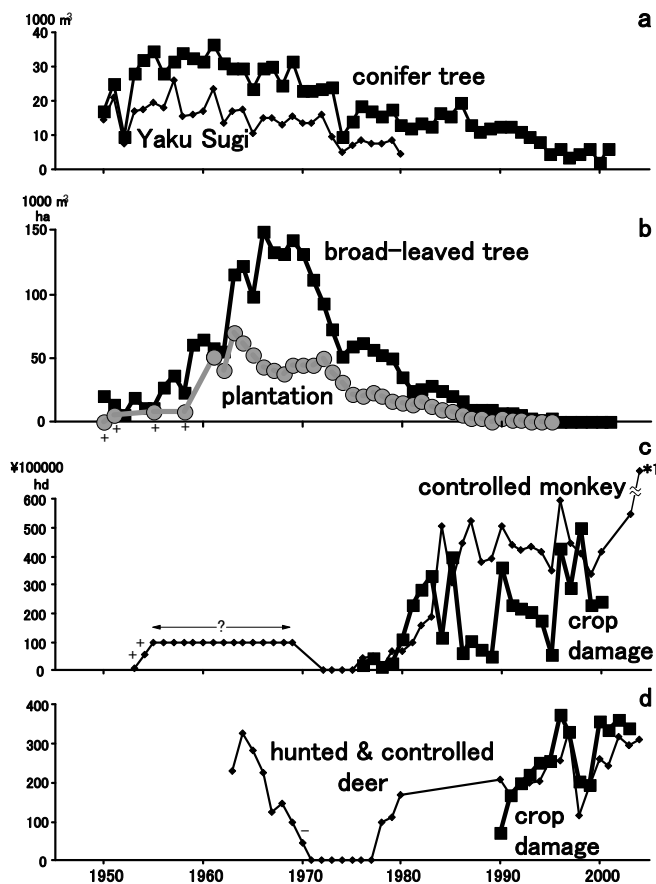 1000 m³
a
40
30
20
10
0
conifer tree
Yaku Sugi
1000 m³
ha
b
150
100
50
0
broad-leaved tree
plantation
+ + + +
c
¥100000
hd
600
500
400
300
200
100
0
controlled monkey
*1
+ +
?
crop
damage
d
400
300
200
100
0
hunted & controlled
deer
–
crop
damage
1950 1960 1970 1980 1990 2000